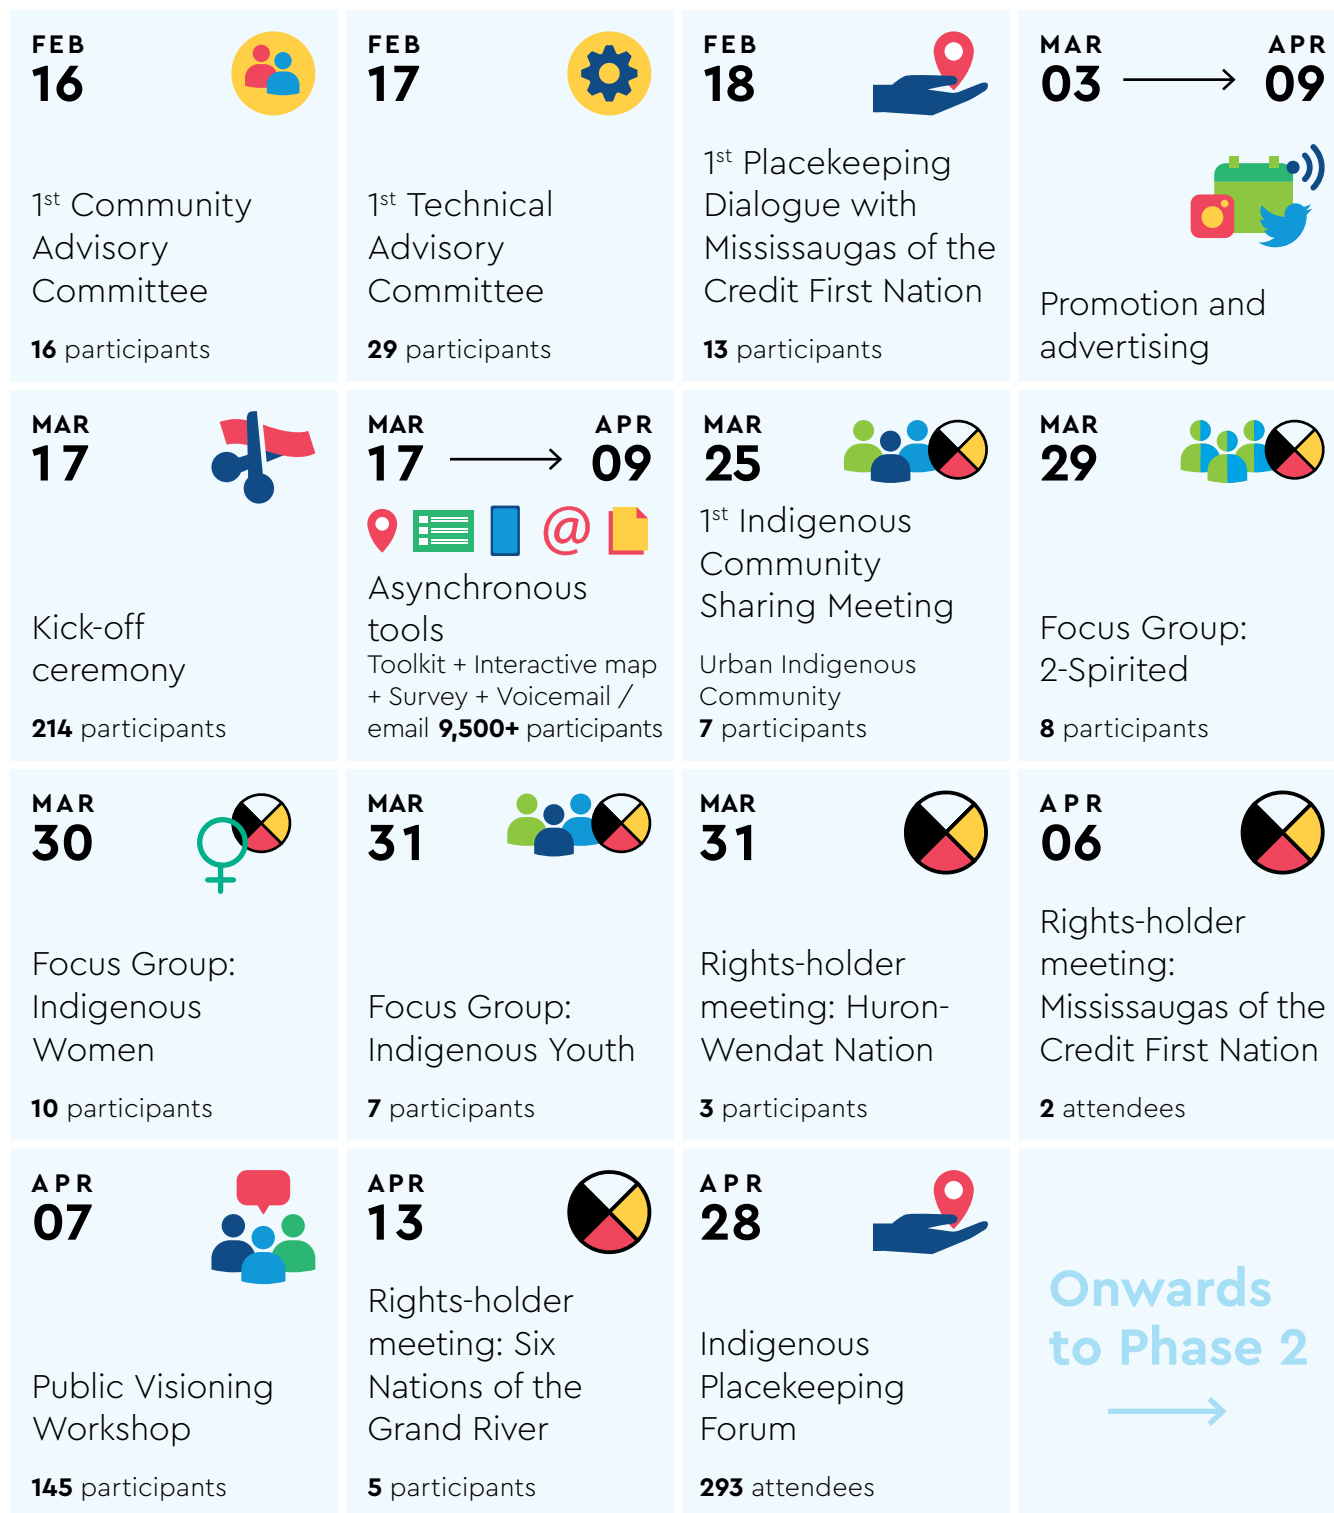 FEB
16
1st Community
Advisory
Committee
16 participants
FEB
17
1st Technical
Advisory
Committee
29 participants
FEB
18
1st Placekeeping
Dialogue with
Mississaugas of the
Credit First Nation
13 participants
MAR APR
03 09
Promotion and
advertising
MAR
17
Kick-off
ceremony
214 participants
MAR APR
17 09
@
Asynchronous
tools
Toolkit + Interactive map
+ Survey + Voicemail /
email 9,500+ participants
MAR
25
1st Indigenous
Community
Sharing Meeting
Urban Indigenous
Community
7 participants
MAR
29
Focus Group:
2-Spirited
8 participants
MAR
30
Focus Group:
Indigenous
Women
10 participants
MAR
31
Focus Group:
Indigenous Youth
7 participants
MAR
31
Rights-holder
meeting: Huron-
Wendat Nation
3 participants
APR
06
Rights-holder
meeting:
Mississaugas of the
Credit First Nation
2 attendees
APR
07
Public Visioning
Workshop
145 participants
APR
13
Rights-holder
meeting: Six
Nations of the
Grand River
5 participants
APR
28
Indigenous
Placekeeping
Forum
293 attendees
Onwards
to Phase 2